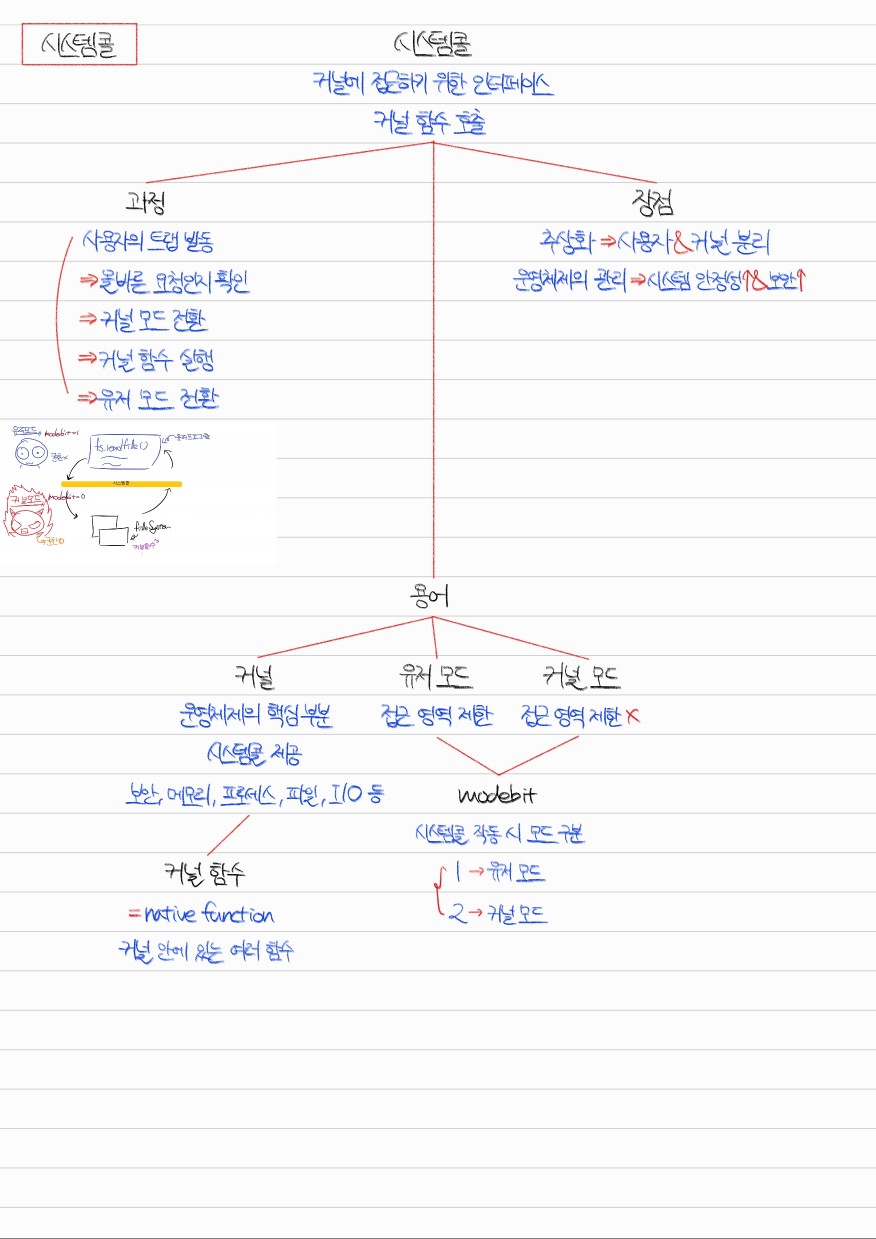 시스템콜
시스템콜
커널에 접근하기 위한 인터페이스
커널 함수 호출
과정
사용자의 트랩 발동
⇒올바른 요청인지 확인
⇒커널 모드 전환
⇒커널 함수 실행
⇒유저 모드 전환
장점
추상화⇒사용자&커널 분리
운영체제의 관리⇒시스템 안정성↑&보안↑
유저모드 modebit=1
fs.readfile()
응용프로그램
시스템콜
커널모드 modebit=0
FileSystem
커널함수
용어
커널
운영체제의 핵심 부분
시스템콜 제공
보안, 메모리, 프로세스, 파일, I/O 등
커널 함수
=native function
커널 안에 있는 여러 함수
유저 모드
접근 영역 제한
커널 모드
접근 영역 제한 X
modebit
시스템콜 작동 시 모드 구분
1→유저 모드
2→커널 모드